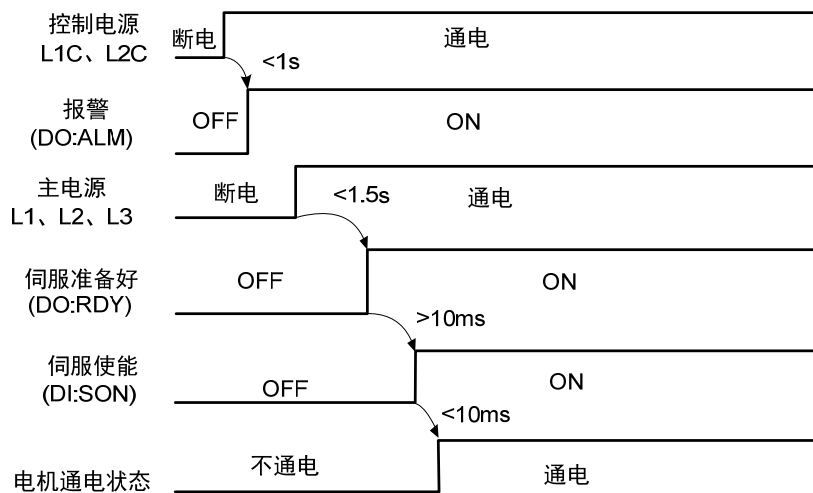 控制电源
L1C、L2C
断电
通电
<1s
报警
(DO:ALM)
OFF
ON
主电源
L1、L2、L3
断电
<1.5s
通电
伺服准备好
(DO:RDY)
OFF
ON
>10ms
伺服使能
(DI:SON)
OFF
ON
<10ms
电机通电状态
不通电
通电